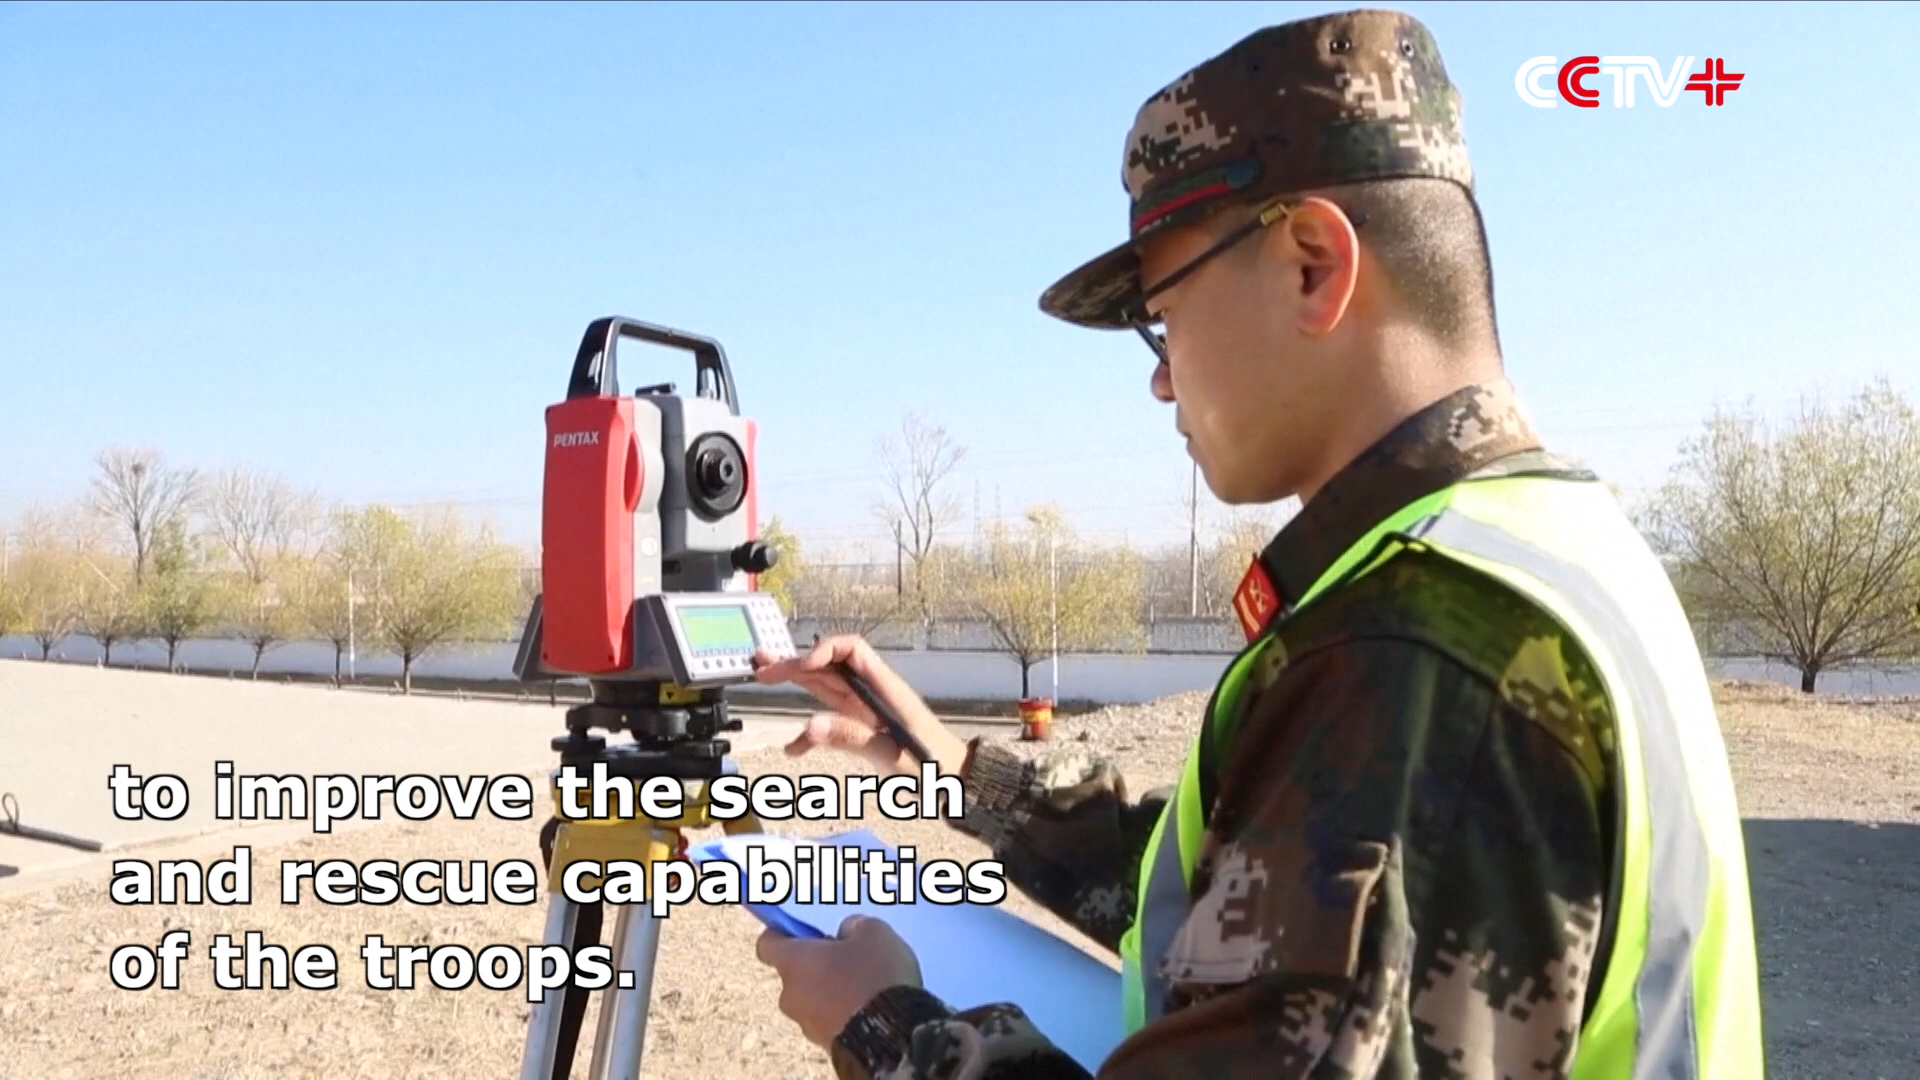 CCTV+
PENTAX
to improve the search
and rescue capabilities
of the troops.